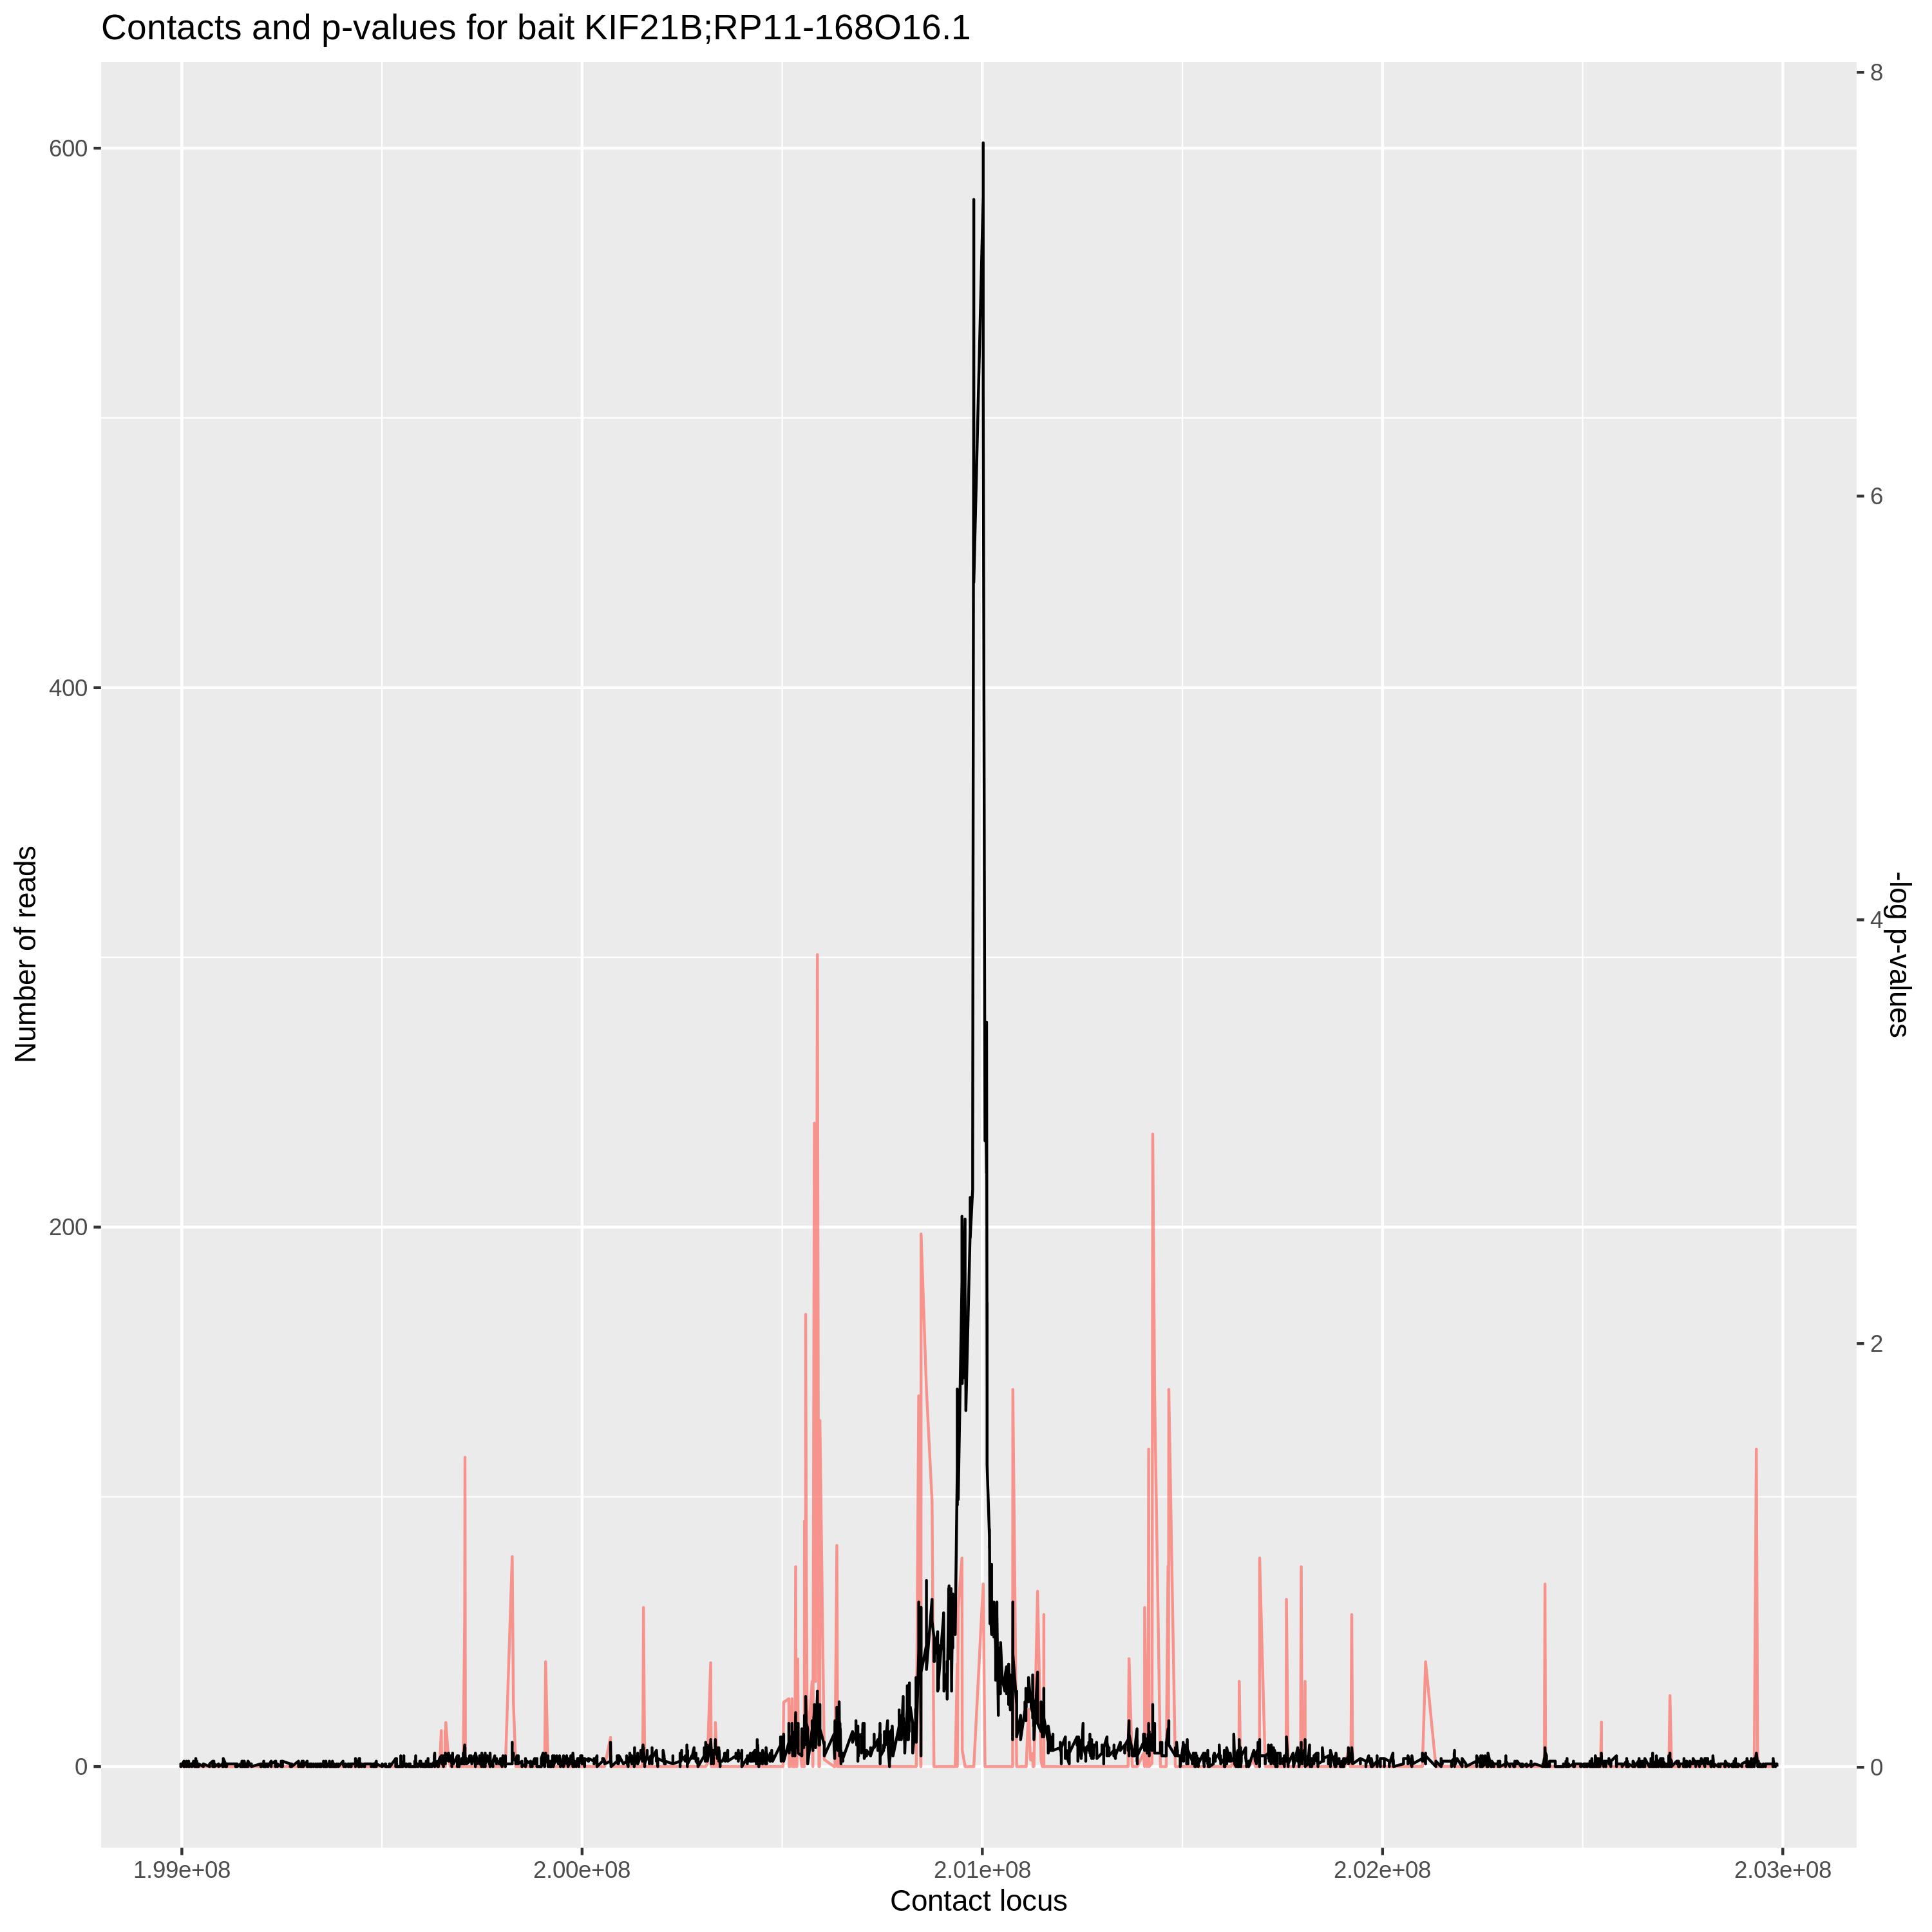 Contacts and p-values for bait KIF21B;RP11-168O16.1
600
400
200
0
Number of reads
8
6
4
2
0
-log p-values
1.99e+08
2.00e+08
2.01e+08
2.02e+08
2.03e+08
Contact locus